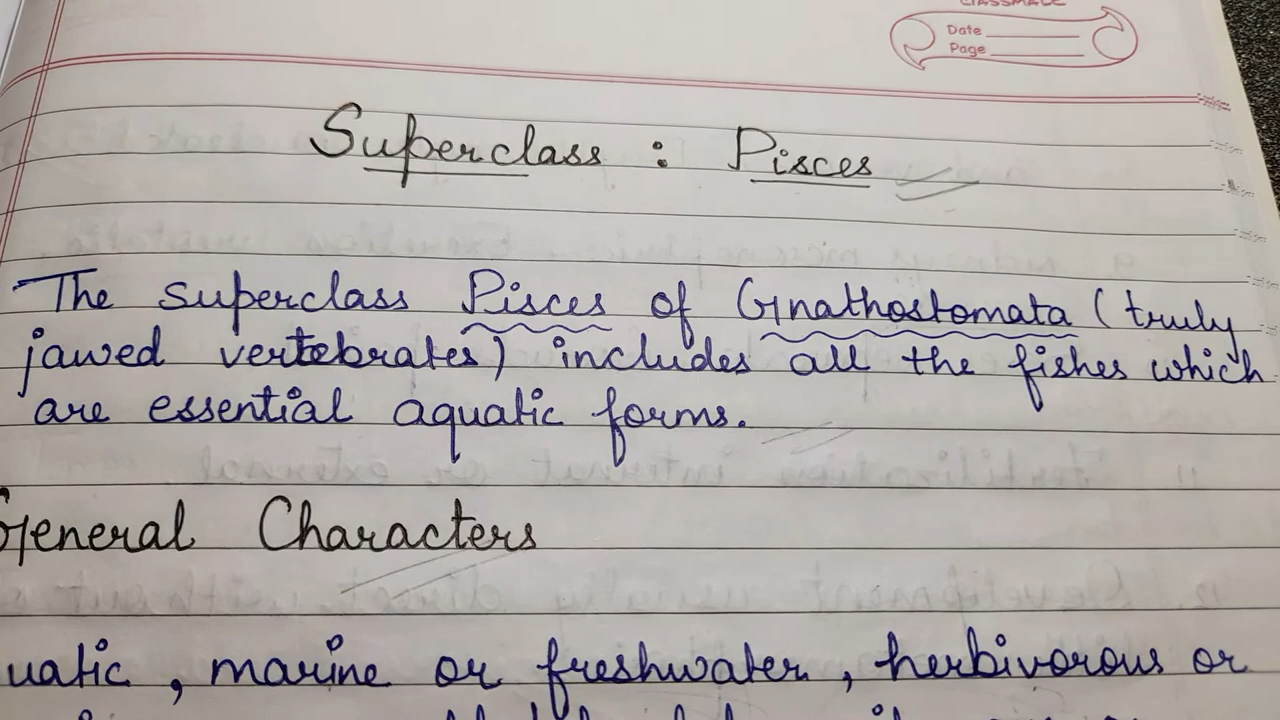 CLASSMATE
Date
Page
Superclass : Pisces
The superclass Pisces of Gnathostomata (truly
jawed vertebrates) includes all the fishes which
are essential aquatic forms.
General Characters
uatic, marine or freshwater, herbivorous or